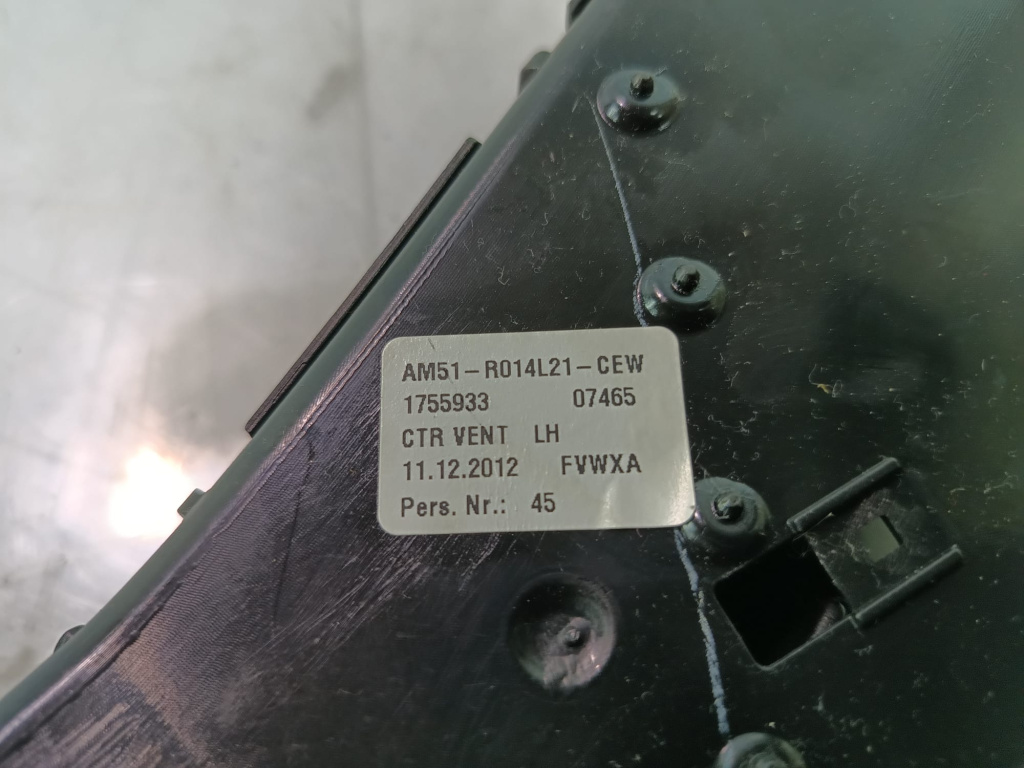 AM51-R014L21-CEW
1755933 07465
CTR VENT LH
11.12.2012 FVWXA
Pers. Nr.: 45